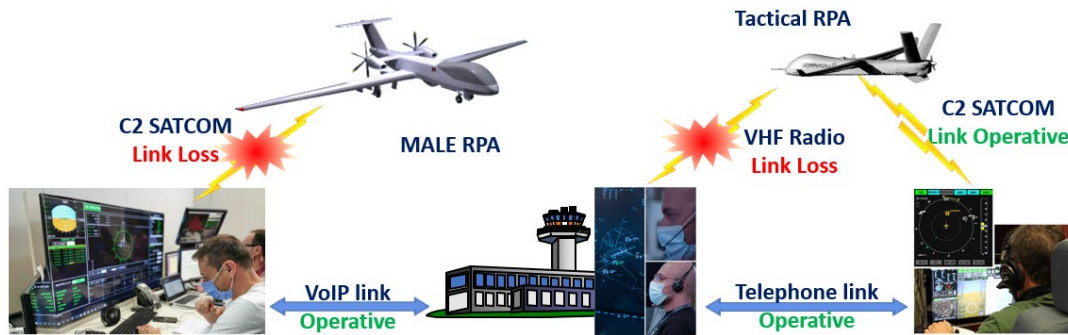 Tactical RPA
C2 SATCOM
Link Loss
MALE RPA
VHF Radio
Link Loss
C2 SATCOM
Link Operative
VoIP link
Operative
Telephone link
Operative